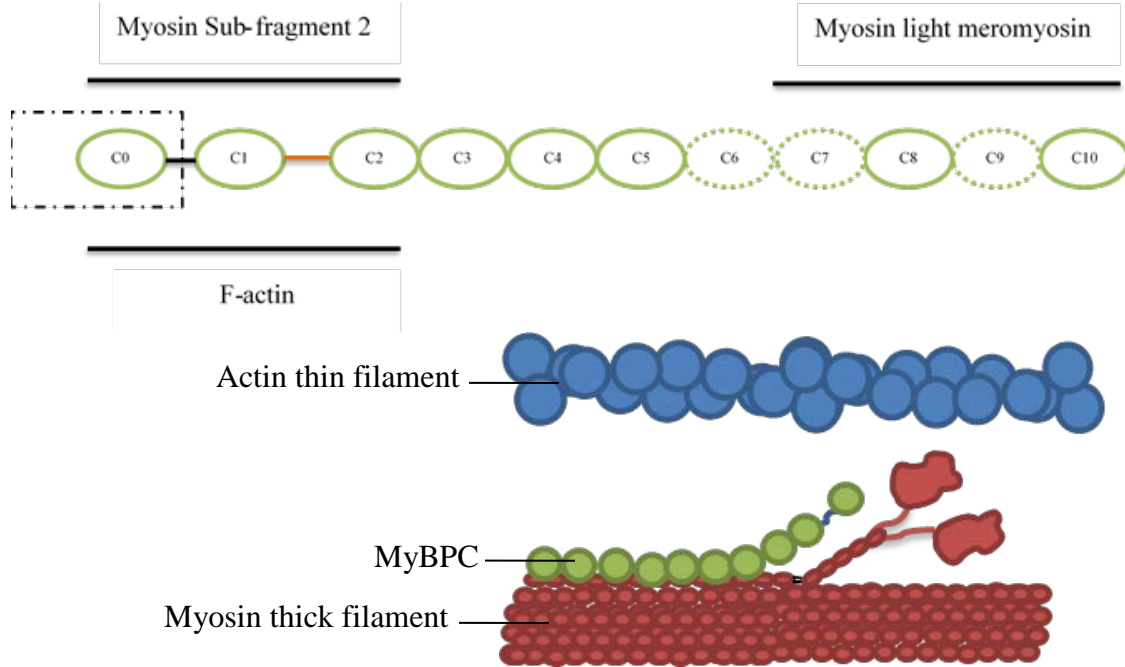 Myosin Sub-fragment 2
Myosin light meromyosin
C0 C1 C2 C3 C4 C5 C6 C7 C8 C9 C10
F-actin
Actin thin filament
MyBPC
Myosin thick filament